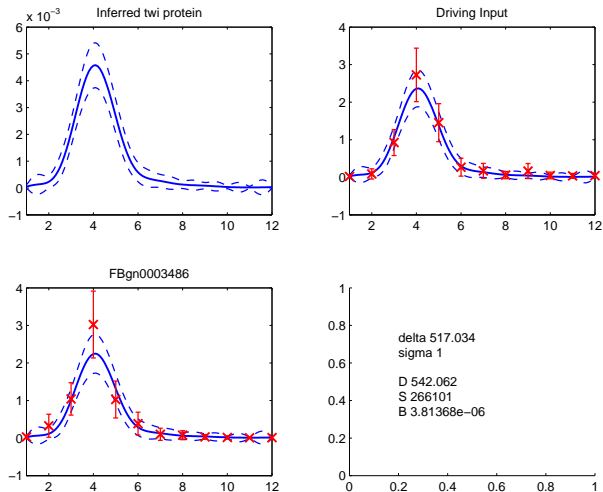 Inferred twi protein
x 10⁻³
6
5
4
3
2
1
0
−1
2 4 6 8 10 12
Driving Input
4
3
2
1
0
−1
2 4 6 8 10 12
FBgn0003486
4
3
2
1
0
−1
2 4 6 8 10 12
1
0.8
0.6
0.4
0.2
0
0 0.2 0.4 0.6 0.8 1
delta 517.034
sigma 1
D 542.062
S 266101
B 3.81368e−06